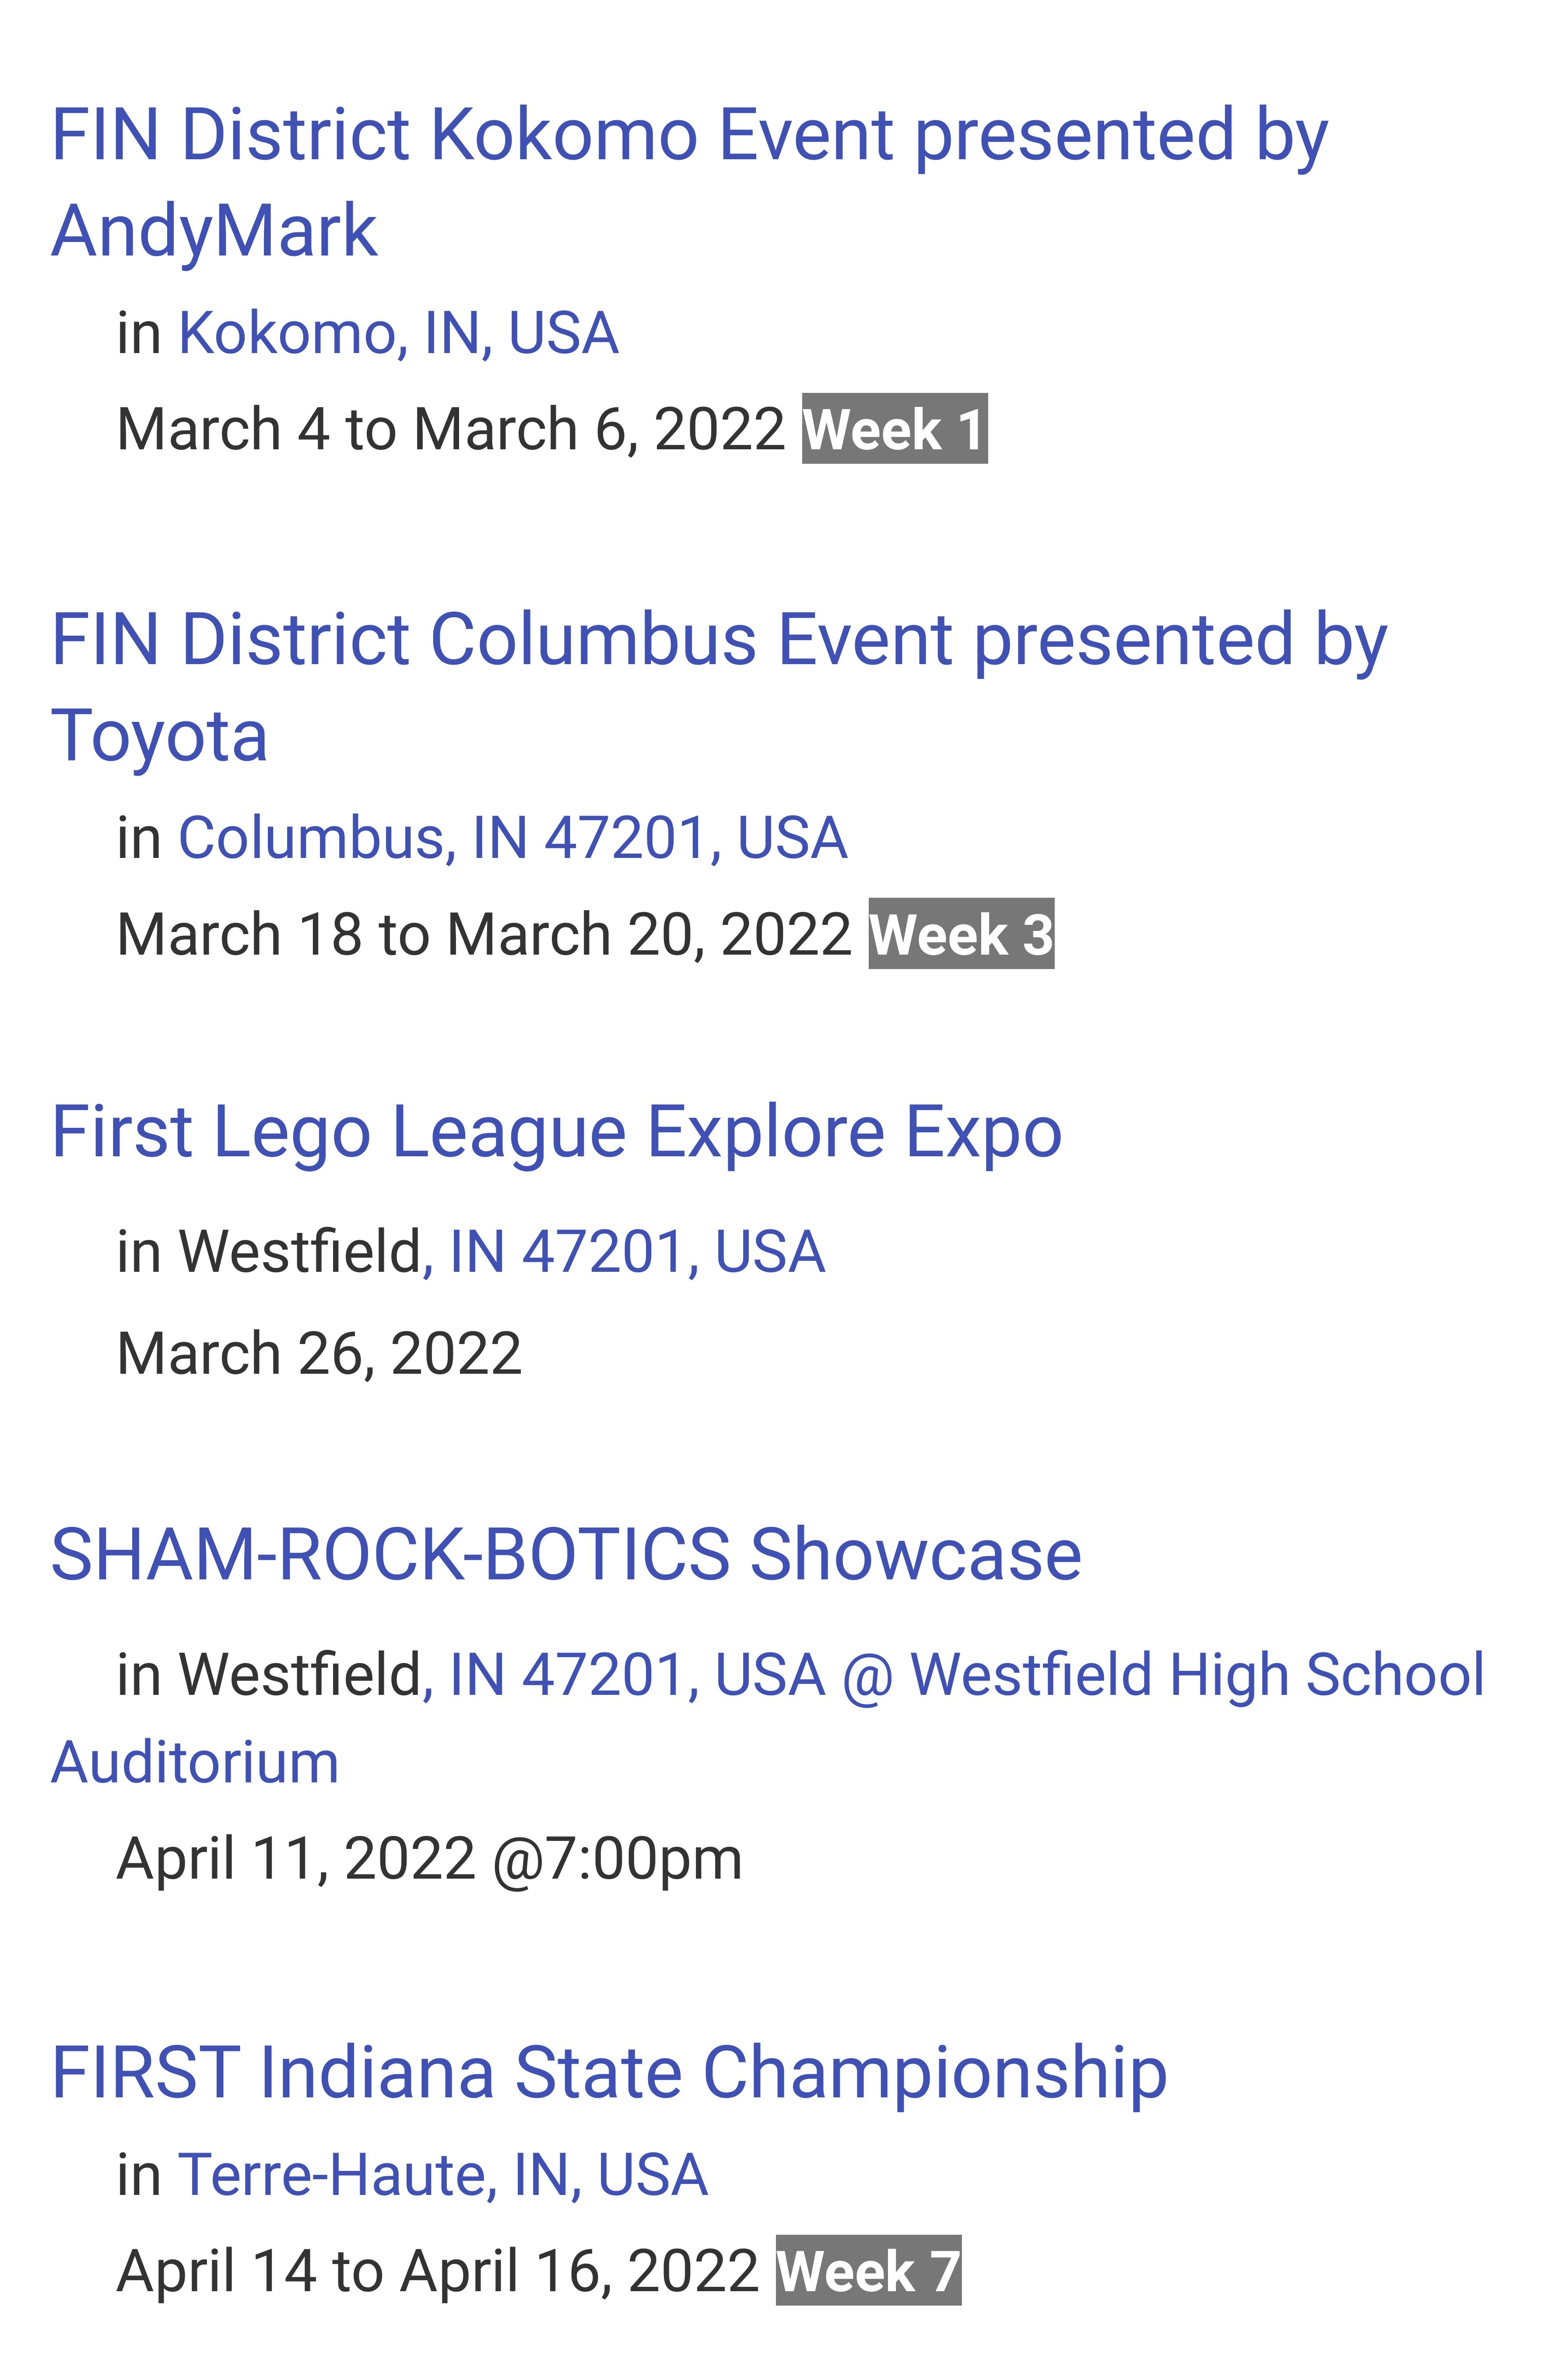 FIN District Kokomo Event presented by
AndyMark
in Kokomo, IN, USA
March 4 to March 6, 2022 Week 1
FIN District Columbus Event presented by
Toyota
in Columbus, IN 47201, USA
March 18 to March 20, 2022 Week 3
First Lego League Explore Expo
in Westfield, IN 47201, USA
March 26, 2022
SHAM-ROCK-BOTICS Showcase
in Westfield, IN 47201, USA @ Westfield High School
Auditorium
April 11, 2022 @7:00pm
FIRST Indiana State Championship
in Terre-Haute, IN, USA
April 14 to April 16, 2022 Week 7